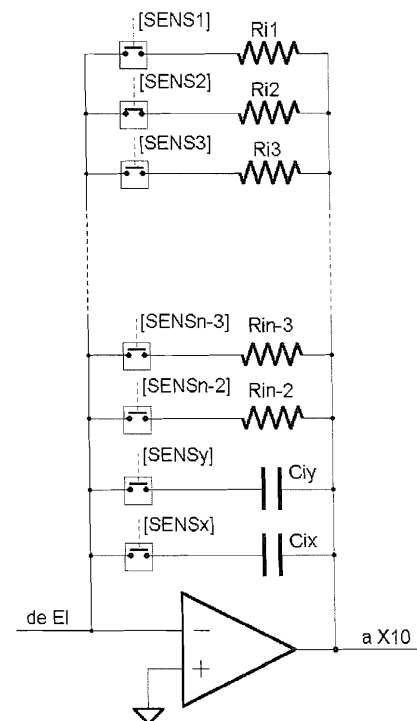 [SENS1]
Ri1
[SENS2]
Ri2
[SENS3]
Ri3
[SENSn-3]
Rin-3
[SENSn-2]
Rin-2
[SENSy]
Ciy
[SENSx]
Cix
de EI
a X10